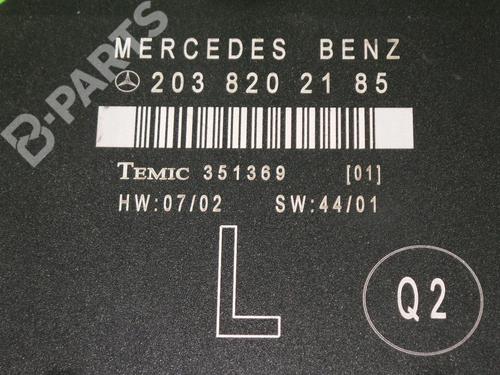 B-PARTS
MERCEDES BENZ
203 820 21 85
TEMIC 351369 [01]
HW:07/02 SW:44/01
L
Q2